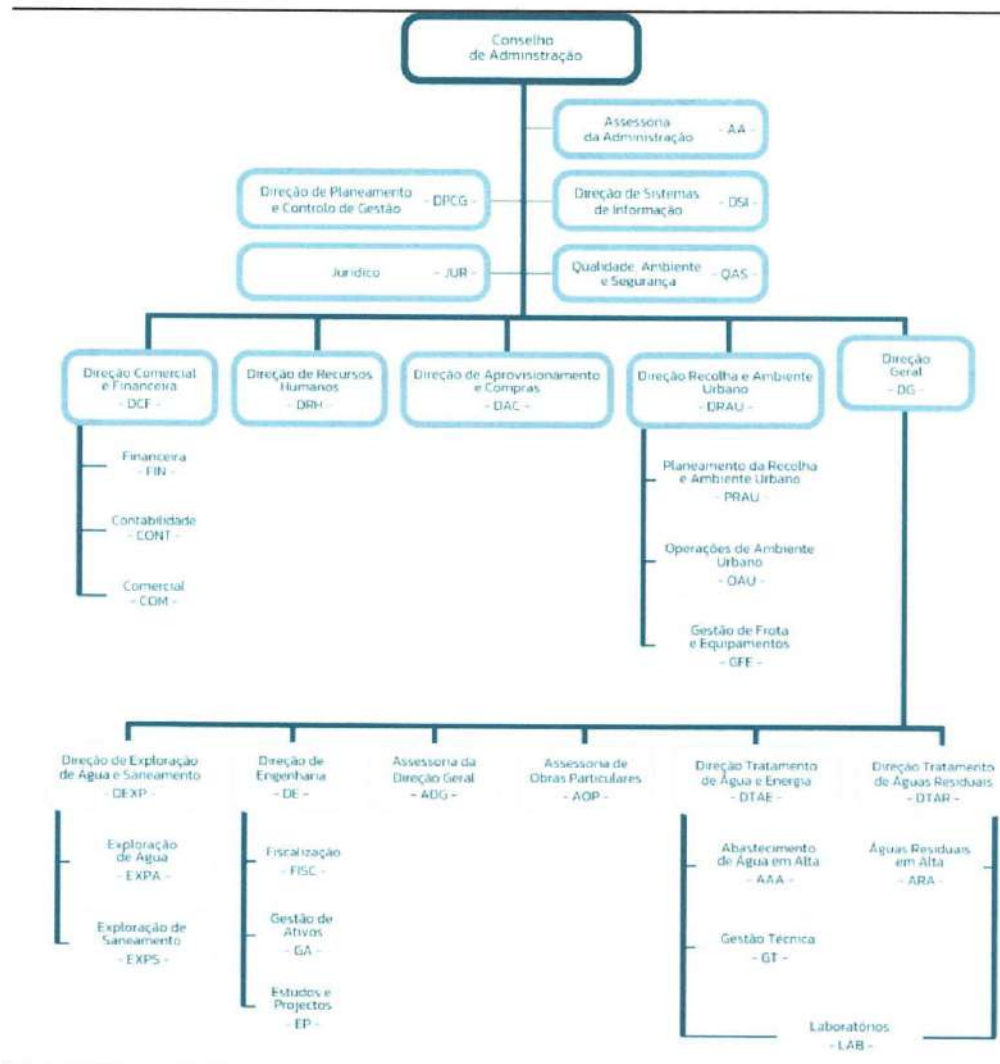 Conselho
de Adminstração
Assessoria
da Administração
- AA -
Direção de Planeamento
e Controlo de Gestão
- DPCG -
Direção de Sistemas
de Informação
- DSI -
Jurídico
- JUR -
Qualidade, Ambiente
e Segurança
- QAS -
Direção Comercial
e Financeira
- DCF -
Direção de Recursos
Humanos
- DRH -
Direção de Aprovisionamento
e Compras
- DAC -
Direção Recolha e Ambiente
Urbano
- DRAU -
Direção
Geral
- DG -
Financeira
- FIN -
Contabilidade
- CONT -
Comercial
- COM -
Planeamento da Recolha
e Ambiente Urbano
- PRAU -
Operações de Ambiente
Urbano
- OAU -
Gestão de Frota
e Equipamentos
- GFE -
Direção de Exploração
de Água e Saneamento
- DEXP -
Direção de
Engenharia
- DE -
Assessoria da
Direção Geral
- ADG -
Assessoria de
Obras Particulares
- AOP -
Direção Tratamento
de Água e Energia
- DTAE -
Direção Tratamento
de Águas Residuais
- DTAR -
Exploração
de Água
- EXPA -
Exploração de
Saneamento
- EXPS -
Fiscalização
- FISC -
Gestão de
Ativos
- GA -
Estudos e
Projectos
- EP -
Abastecimento
de Água em Alta
- AAA -
Gestão Técnica
- GT -
Águas Residuais
em Alta
- ARA -
Laboratórios
- LAB -